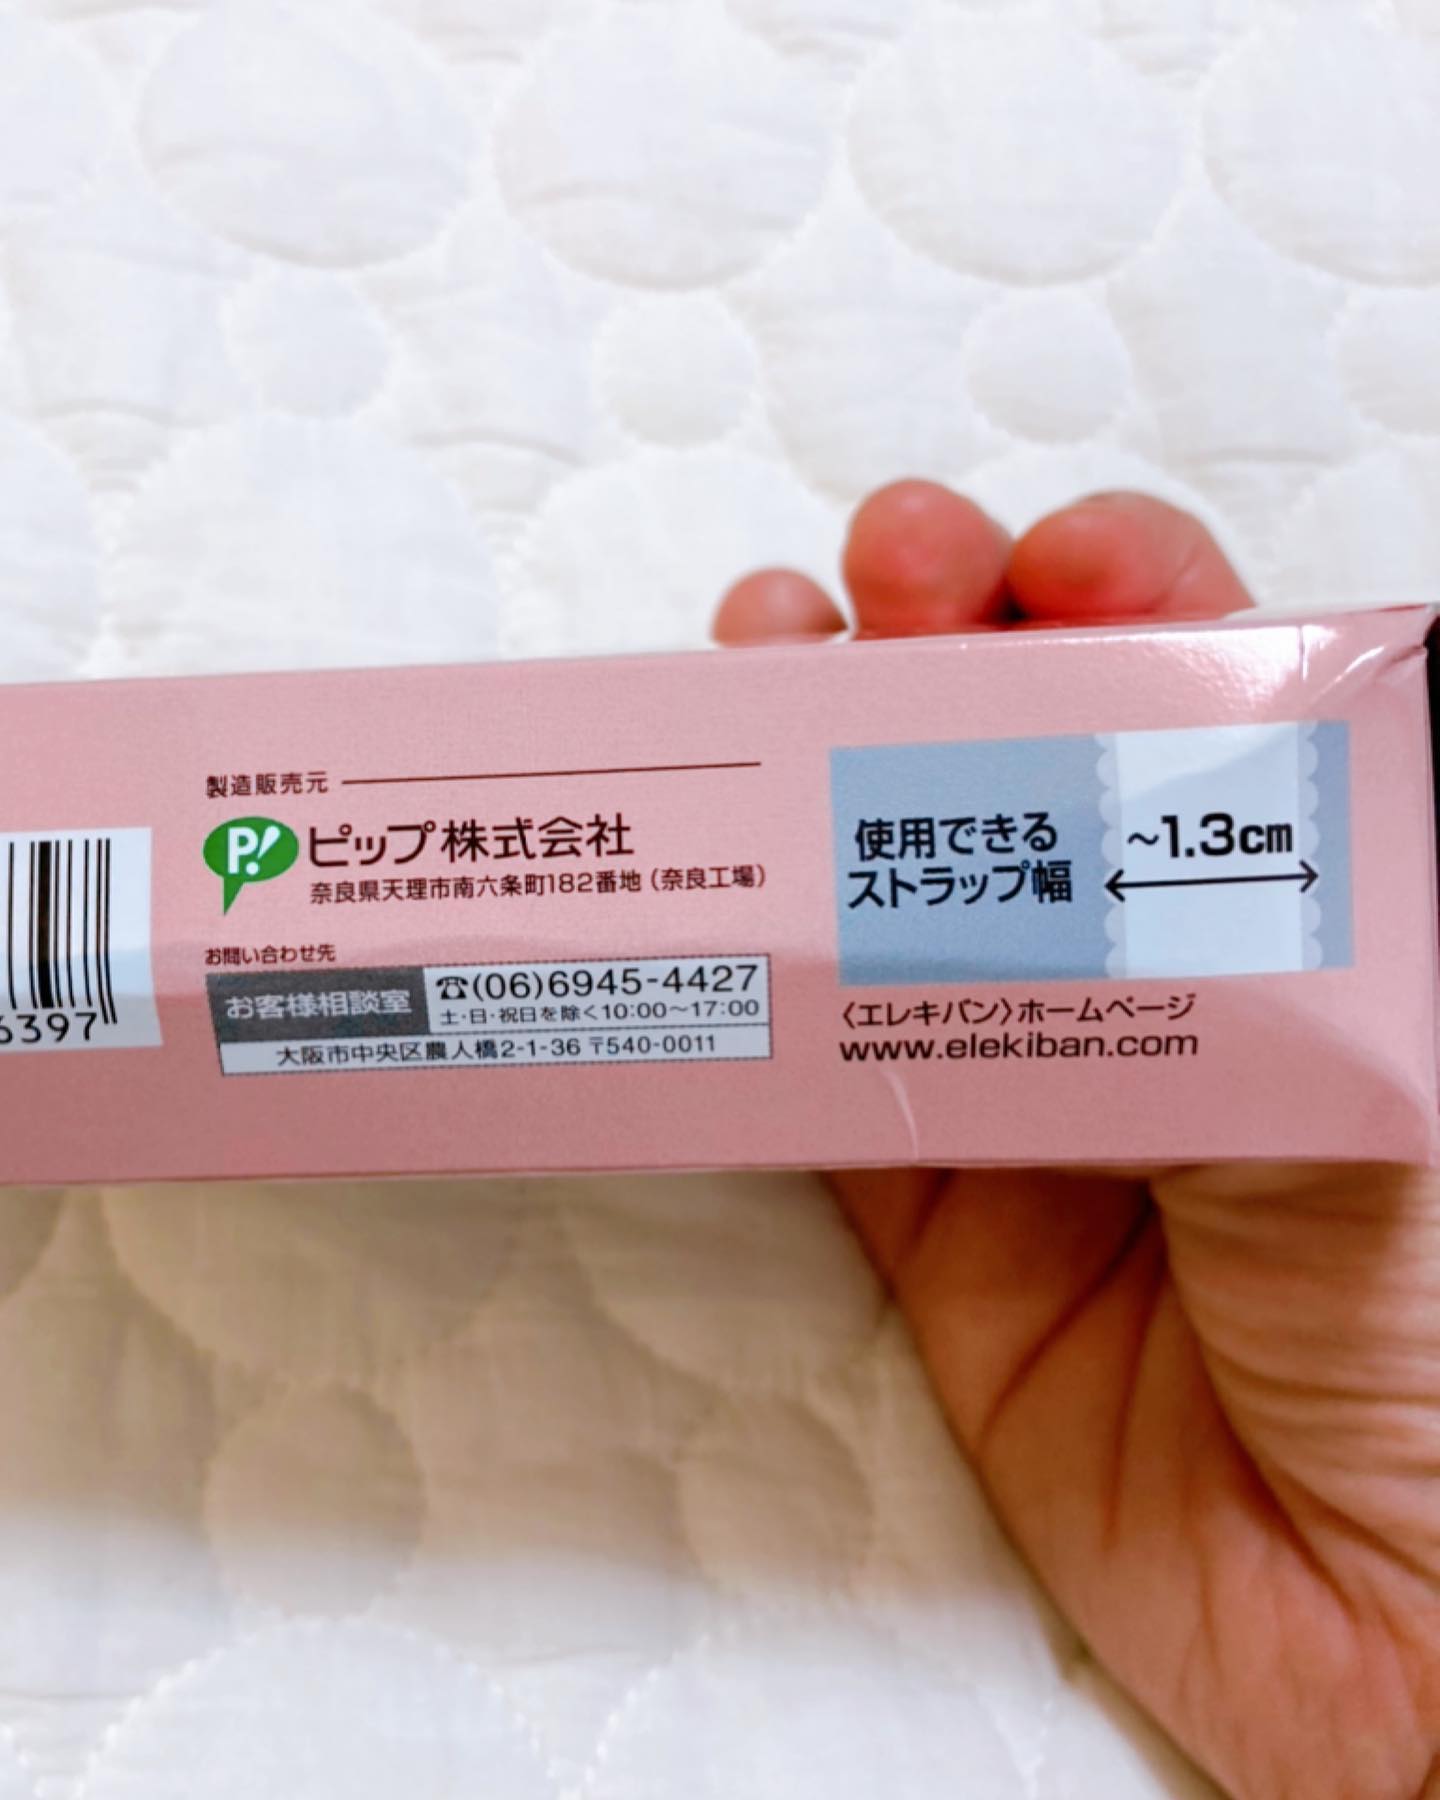 製造販売元
P! ピップ株式会社
奈良県天理市南六条町182番地（奈良工場）
お問い合わせ先
お客様相談室
☎(06)6945-4427
土・日・祝日を除く10:00〜17:00
大阪市中央区農人橋2-1-36 〒540-0011
6397
使用できる
ストラップ幅
~1.3cm
〈エレキバン〉ホームページ
www.elekiban.com